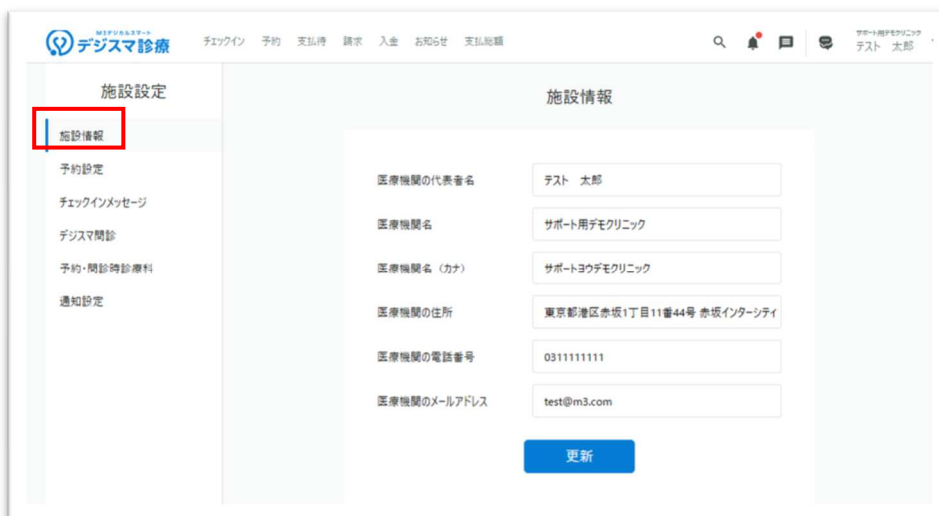 M3デジカルスマート
デジスマ診療
チェックイン 予約 支払待 請求 入金 お知らせ 支払総額
サポート用デモクリニック
テスト 太郎
施設設定
施設情報
予約設定
チェックインメッセージ
デジスマ問診
予約・問診時診療科
通知設定
施設情報
医療機関の代表者名 テスト 太郎
医療機関名 サポート用デモクリニック
医療機関名（カナ） サポートヨウデモクリニック
医療機関の住所 東京都港区赤坂1丁目11番44号 赤坂インターシティ
医療機関の電話番号 0311111111
医療機関のメールアドレス test@m3.com
更新